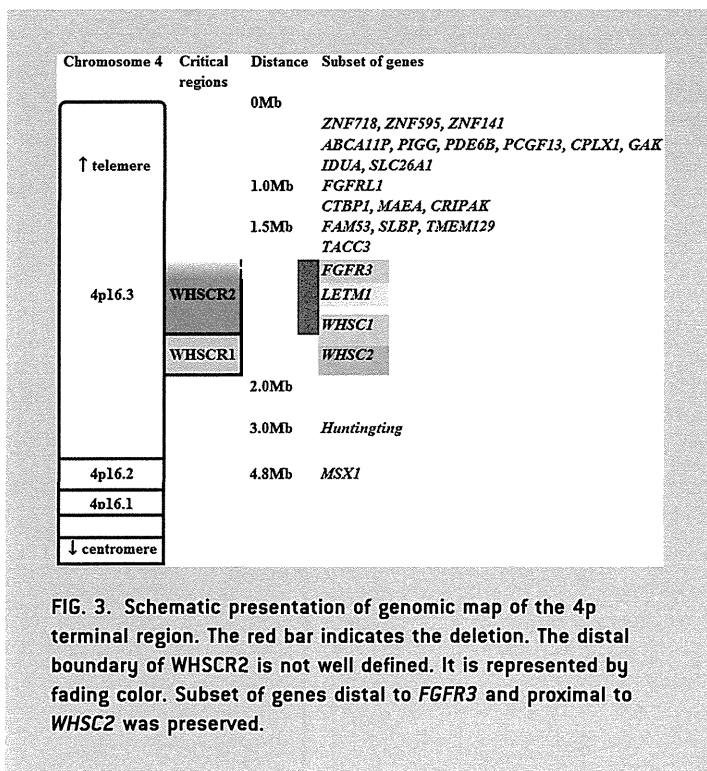 Chromosome 4 Critical regions Distance Subset of genes
0Mb
ZNF718, ZNF595, ZNF141
ABCA11P, PIGG, PDE6B, PCGF13, CPLX1, GAK
↑ telemere
IDUA, SLC26A1
1.0Mb FGFRL1
CTBP1, MAEA, CRIPAK
1.5Mb FAM53, SLBP, TMEM129
TACC3
FGFR3
4p16.3 WHSCR2 LETM1
WHSC1
WHSCR1 WHSC2
2.0Mb
3.0Mb Huntingting
4p16.2 4.8Mb MSX1
4p16.1
↓ centromere
FIG. 3. Schematic presentation of genomic map of the 4p
terminal region. The red bar indicates the deletion. The distal
boundary of WHSCR2 is not well defined. It is represented by
fading color. Subset of genes distal to FGFR3 and proximal to
WHSC2 was preserved.